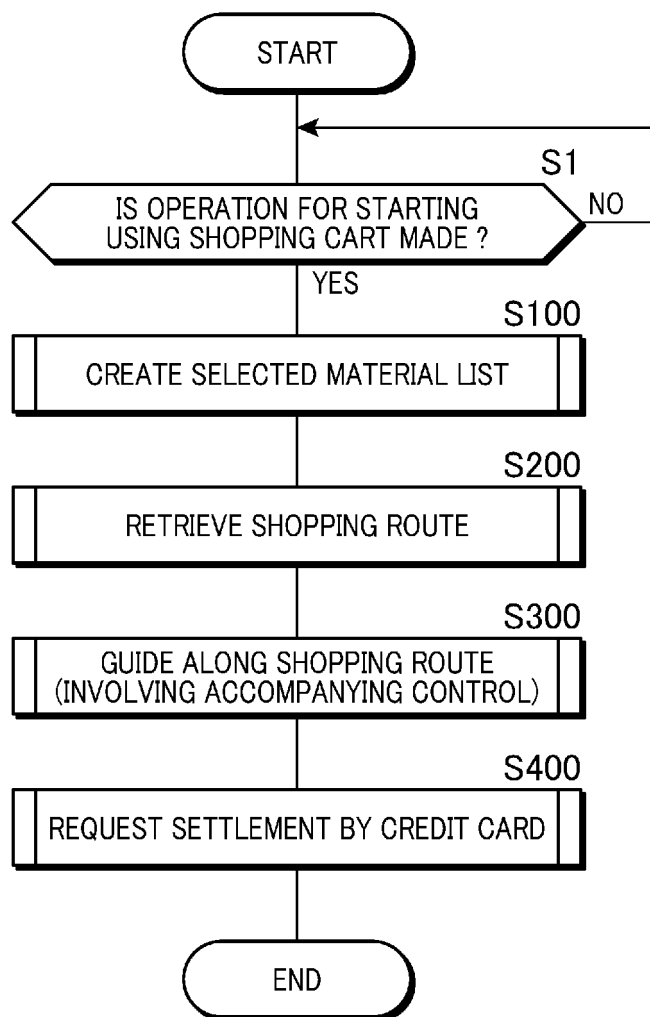 START
S1
IS OPERATION FOR STARTING
USING SHOPPING CART MADE ?
NO
YES
S100
CREATE SELECTED MATERIAL LIST
S200
RETRIEVE SHOPPING ROUTE
S300
GUIDE ALONG SHOPPING ROUTE
(INVOLVING ACCOMPANYING CONTROL)
S400
REQUEST SETTLEMENT BY CREDIT CARD
END